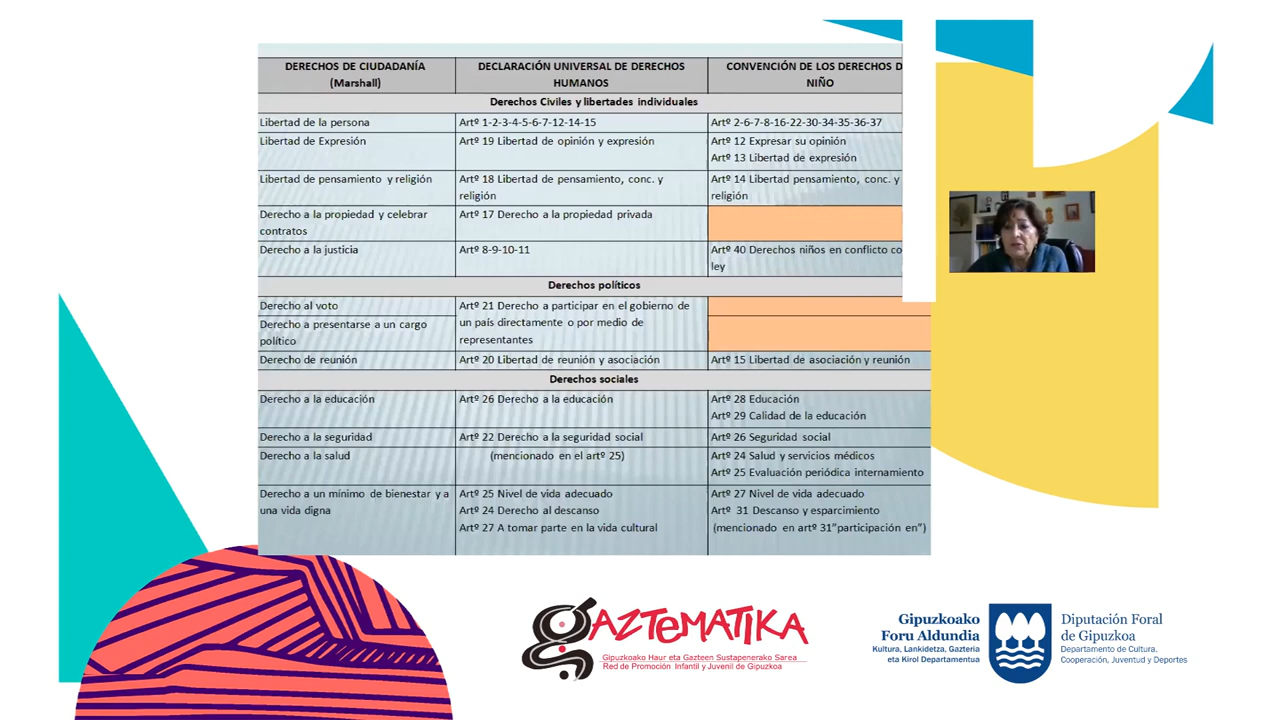 DERECHOS DE CIUDADANÍA
(Marshall)
DECLARACIÓN UNIVERSAL DE DERECHOS
HUMANOS
CONVENCIÓN DE LOS DERECHOS D
NIÑO
Derechos Civiles y libertades individuales
Libertad de la persona
Artº 1-2-3-4-5-6-7-12-14-15
Artº 2-6-7-8-16-22-30-34-35-36-37
Libertad de Expresión
Artº 19 Libertad de opinión y expresión
Artº 12 Expresar su opinión
Artº 13 Libertad de expresión
Libertad de pensamiento y religión
Artº 18 Libertad de pensamiento, conc. y
religión
Artº 14 Libertad pensamiento, conc. y
religión
Derecho a la propiedad y celebrar
contratos
Artº 17 Derecho a la propiedad privada
Derecho a la justicia
Artº 8-9-10-11
Artº 40 Derechos niños en conflicto co
ley
Derechos políticos
Derecho al voto
Derecho a presentarse a un cargo
político
Artº 21 Derecho a participar en el gobierno de
un país directamente o por medio de
representantes
Derecho de reunión
Artº 20 Libertad de reunión y asociación
Artº 15 Libertad de asociación y reunión
Derechos sociales
Derecho a la educación
Artº 26 Derecho a la educación
Artº 28 Educación
Artº 29 Calidad de la educación
Derecho a la seguridad
Artº 22 Derecho a la seguridad social
Artº 26 Seguridad social
Derecho a la salud
(mencionado en el artº 25)
Artº 24 Salud y servicios médicos
Artº 25 Evaluación periódica internamiento
Derecho a un mínimo de bienestar y a
una vida digna
Artº 25 Nivel de vida adecuado
Artº 24 Derecho al descanso
Artº 27 A tomar parte en la vida cultural
Artº 27 Nivel de vida adecuado
Artº 31 Descanso y esparcimiento
(mencionado en artº 31"participación en")
gAZTEMATIKA
Gipuzkoako Haur eta Gazteen Sustapenerako Sarea
Red de Promoción Infantil y Juvenil de Gipuzkoa
Gipuzkoako
Foru Aldundia
Kultura, Lankidetza, Gazteria
eta Kirol Departamentua
Diputación Foral
de Gipuzkoa
Departamento de Cultura,
Cooperación, Juventud y Deportes